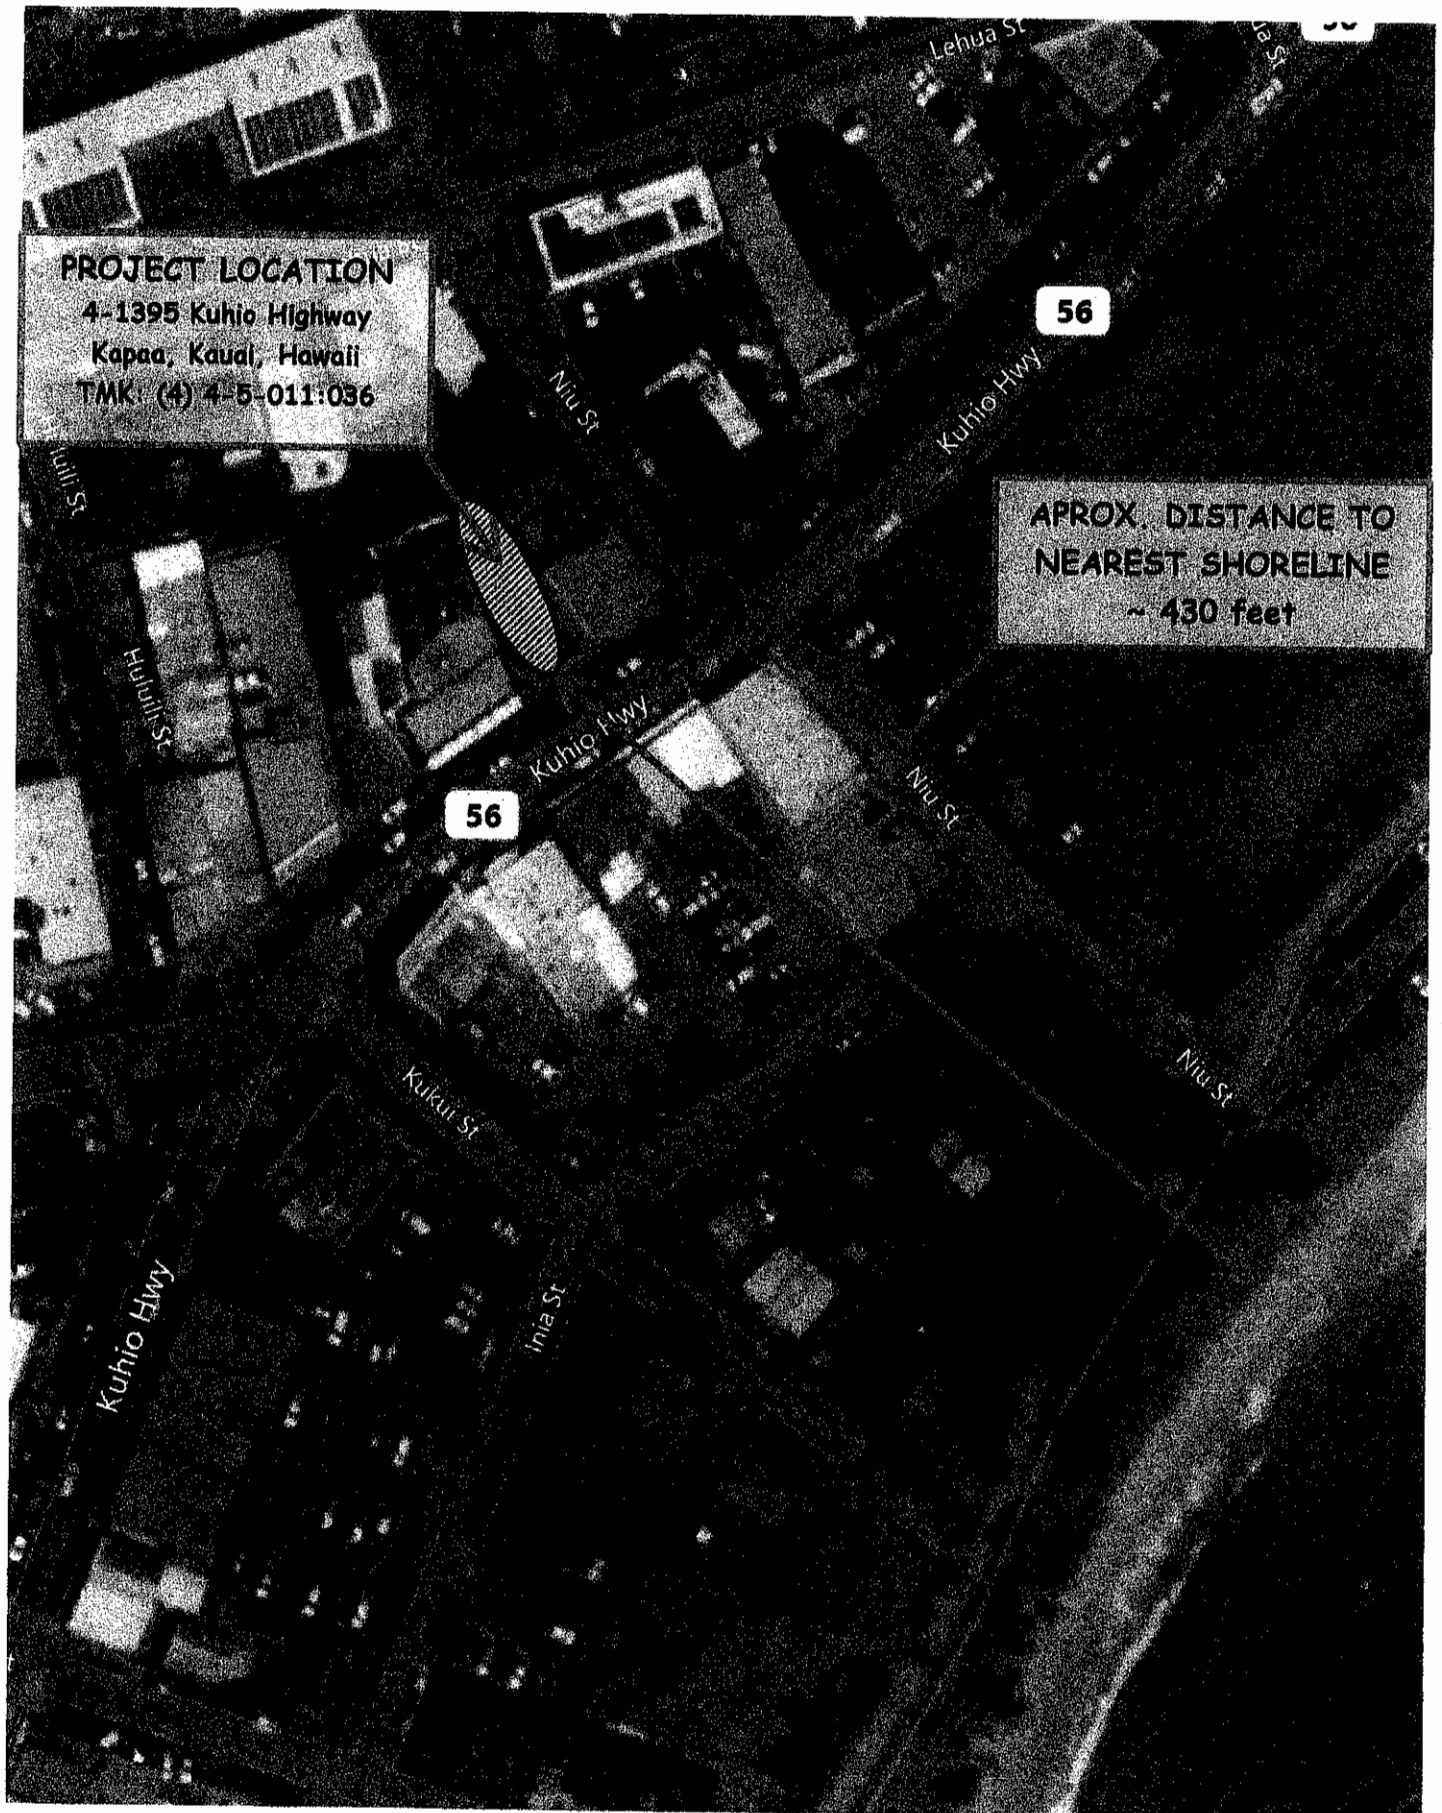 Lehua St
PROJECT LOCATION
4-1395 Kuhio Highway
Kapaa, Kauai, Hawaii
TMK: (4) 4-5-011:036
56
Niu St
Kuhio Hwy
APROX. DISTANCE TO
NEAREST SHORELINE
~ 430 feet
Huluili St
Kuhio Hwy
56
Niu St
Kukui St
Niu St
Kuhio Hwy
Inia St